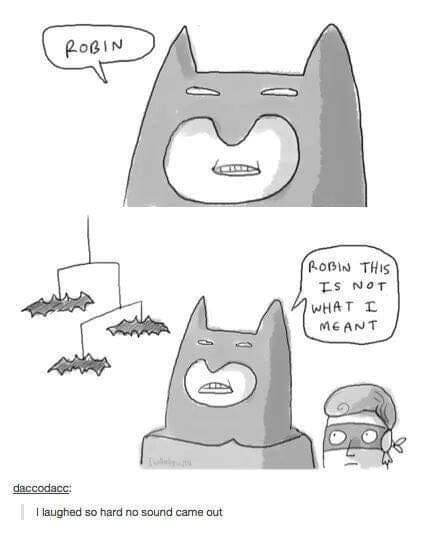 ROBIN
ROBIN THIS
IS NOT
WHAT I
MEANT
daccodacc:
I laughed so hard no sound came out